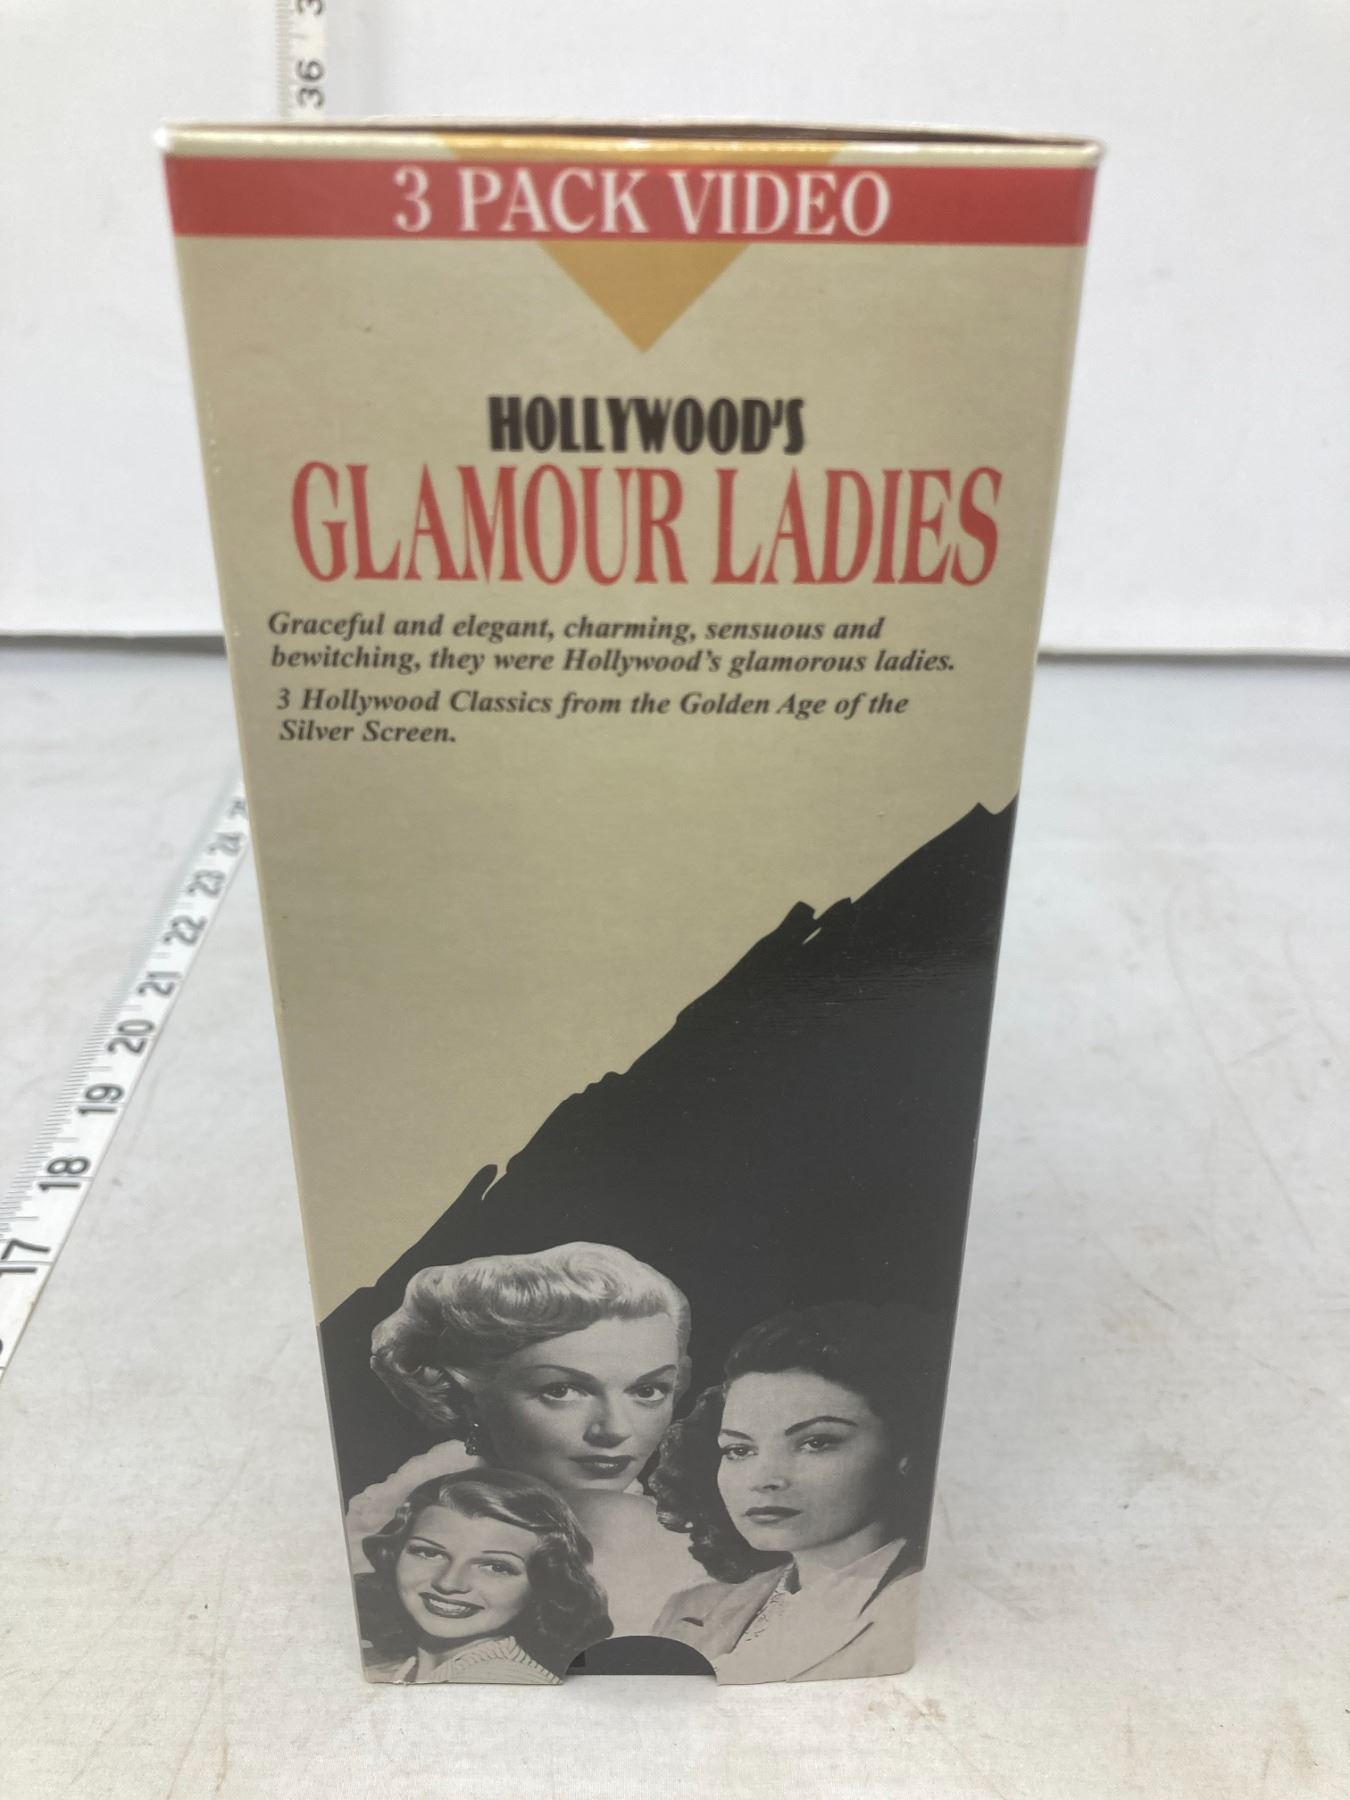 3 PACK VIDEO
HOLLYWOOD'S
GLAMOUR LADIES
Graceful and elegant, charming, sensuous and
bewitching, they were Hollywood's glamorous ladies.
3 Hollywood Classics from the Golden Age of the
Silver Screen.
36
24
23
22
21
20
19
18
17